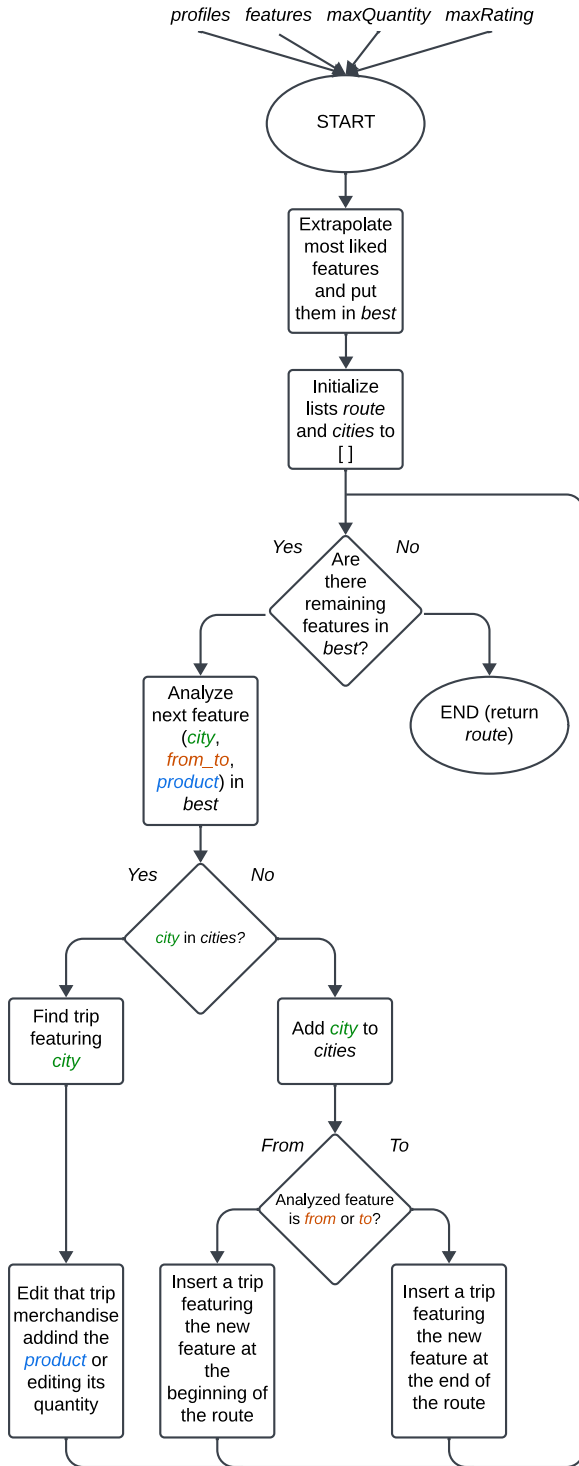 profiles features maxQuantity maxRating
START
Extrapolate
most liked
features
and put
them in best
Initialize
lists route
and cities to
[ ]
Yes
No
Are
there
remaining
features in
best?
Analyze
next feature
(city,
from_to,
product) in
best
END (return
route)
Yes
No
city in cities?
Find trip
featuring
city
Add city to
cities
From
To
Analyzed feature
is from or to?
Edit that trip
merchandise
addind the
product or
editing its
quantity
Insert a trip
featuring
the new
feature at
the
beginning of
the route
Insert a trip
featuring
the new
feature at
the end of
the route